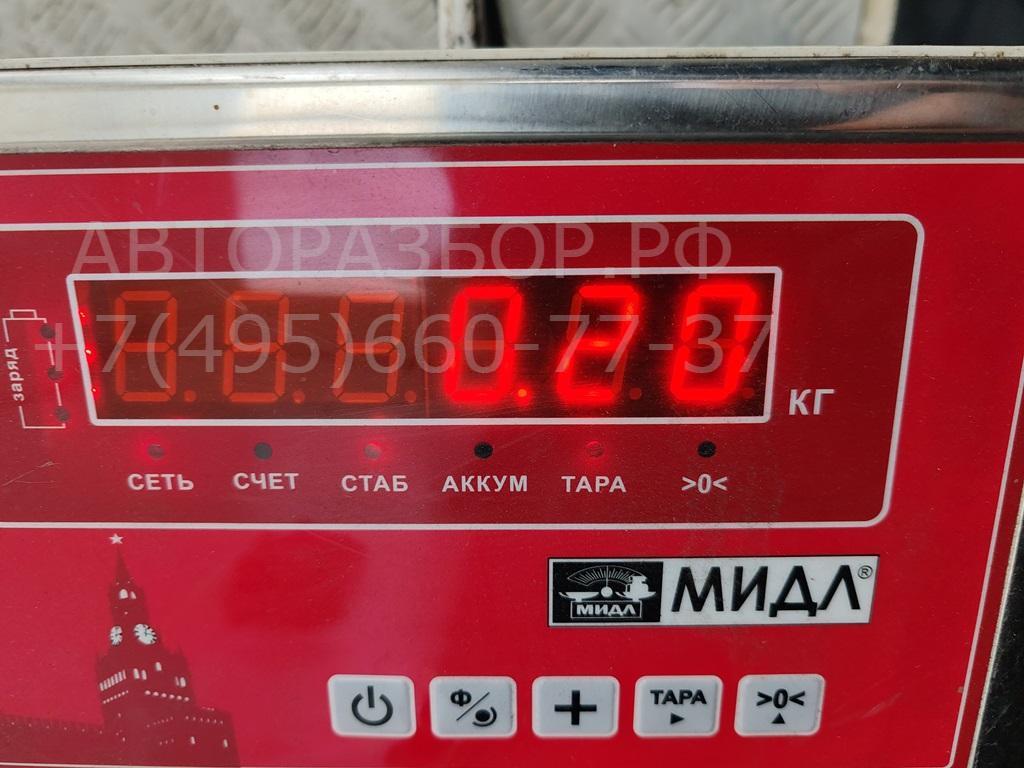 АВТОРАЗБОР.РФ
+7(495)660-77-37
заряд
0.20
КГ
СЕТЬ СЧЕТ СТАБ АККУМ ТАРА >0<
МИДЛ МИДЛ®
Ф ТАРА >0<